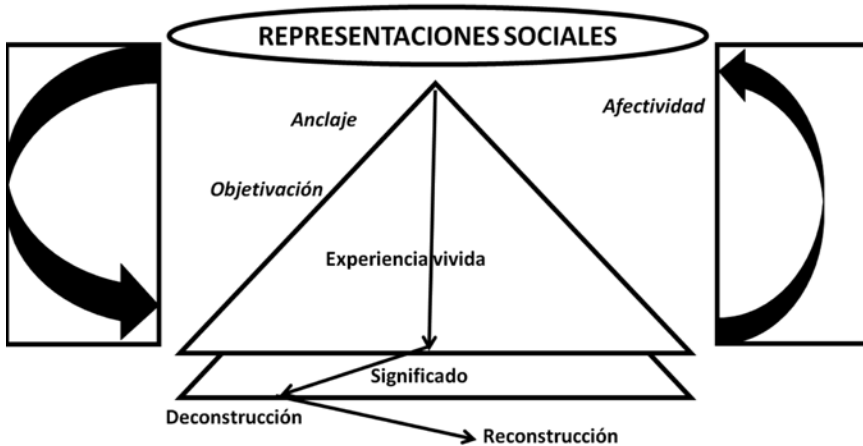 REPRESENTACIONES SOCIALES
Anclaje
Afectividad
Objetivación
Experiencia vivida
Significado
Deconstrucción
Reconstrucción